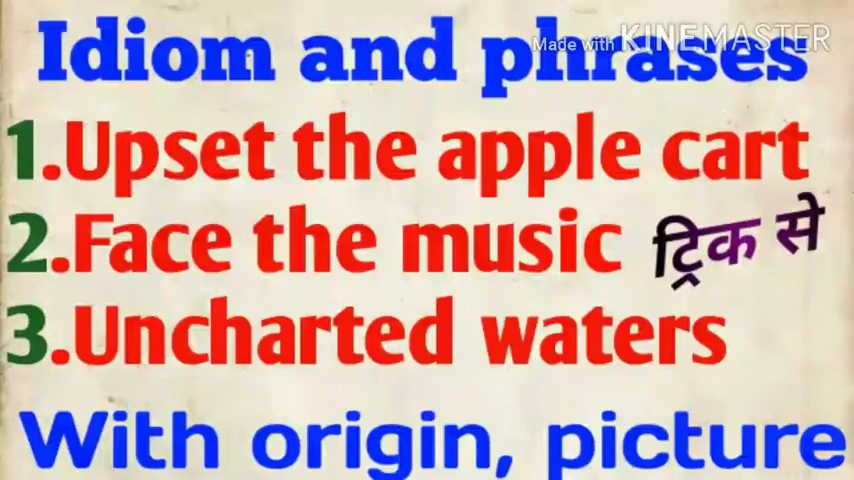 Idiom and phrases
Made with KINEMASTER
1.Upset the apple cart
2.Face the music ट्रिक से
3.Uncharted waters
With origin, picture